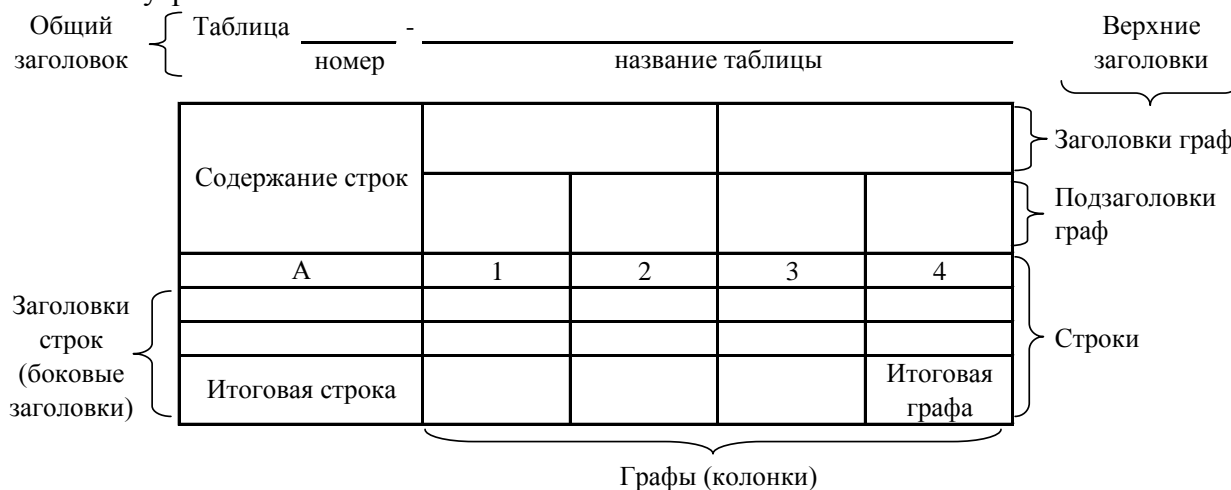 Общий
заголовок
Таблица -
номер
название таблицы
Верхние
заголовки
Заголовки граф
Содержание строк
Подзаголовки
граф
А 1 2 3 4
Заголовки
строк
(боковые
заголовки)
Строки
Итоговая строка
Итоговая
графа
Графы (колонки)